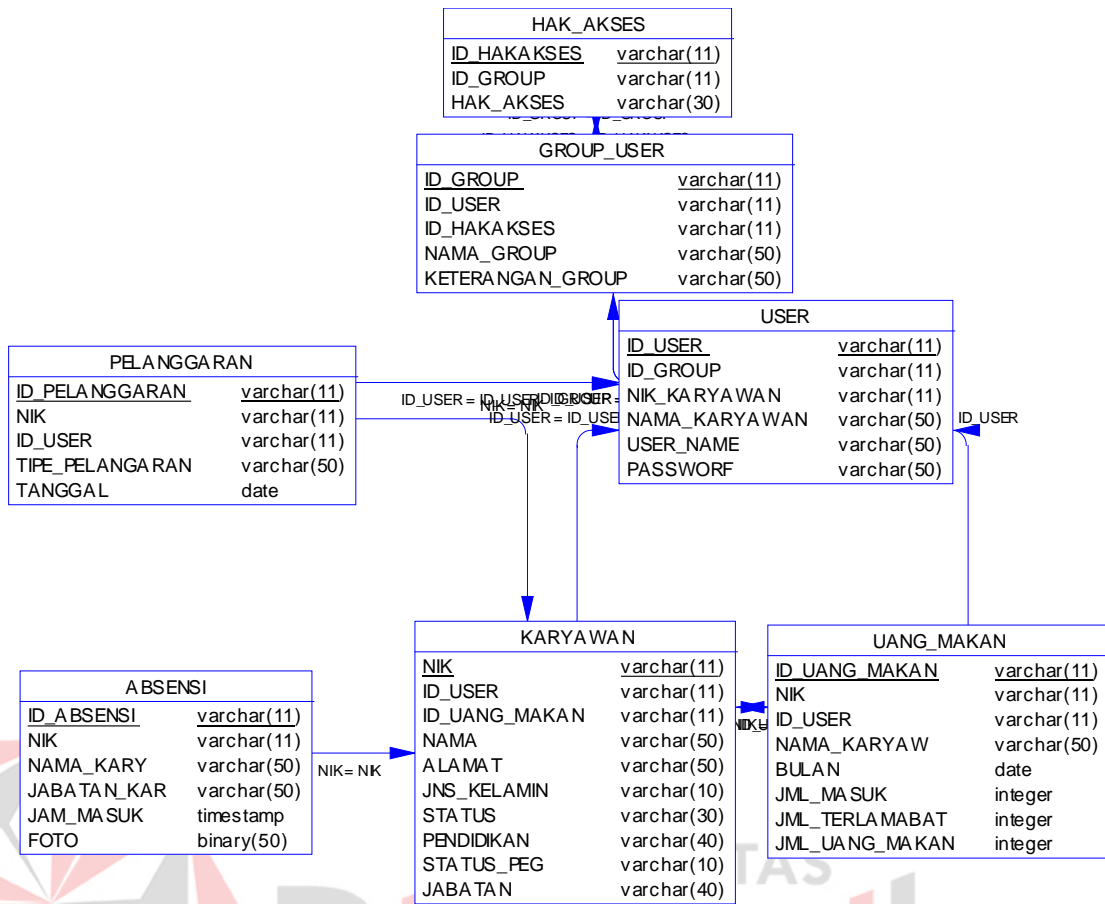 HAK_AKSES
ID_HAKAKSES varchar(11)
ID_GROUP varchar(11)
HAK_AKSES varchar(30)
GROUP_USER
ID_GROUP varchar(11)
ID_USER varchar(11)
ID_HAKAKSES varchar(11)
NAMA_GROUP varchar(50)
KETERANGAN_GROUP varchar(50)
USER
ID_USER varchar(11)
ID_GROUP varchar(11)
NIK_KARYAWAN varchar(11)
NAMA_KARYAWAN varchar(50)
USER_NAME varchar(50)
PASSWORF varchar(50)
PELANGGARAN
ID_PELANGGARAN varchar(11)
NIK varchar(11)
ID_USER varchar(11)
TIPE_PELANGARAN varchar(50)
TANGGAL date
ID_USER = ID_USER
NIK = NIK
ID_USER = ID_USE
ID_USER
KARYAWAN
NIK varchar(11)
ID_USER varchar(11)
ID_UANG_MAKAN varchar(11)
NAMA varchar(50)
ALAMAT varchar(50)
JNS_KELAMIN varchar(10)
STATUS varchar(30)
PENDIDIKAN varchar(40)
STATUS_PEG varchar(10)
JABATAN varchar(40)
UANG_MAKAN
ID_UANG_MAKAN varchar(11)
NIK varchar(11)
ID_USER varchar(11)
NAMA_KARYAW varchar(50)
BULAN date
JML_MASUK integer
JML_TERLAMABAT integer
JML_UANG_MAKAN integer
ABSENSI
ID_ABSENSI varchar(11)
NIK varchar(11)
NAMA_KARY varchar(50)
JABATAN_KAR varchar(50)
JAM_MASUK timestamp
FOTO binary(50)
NIK = NIK
TAS